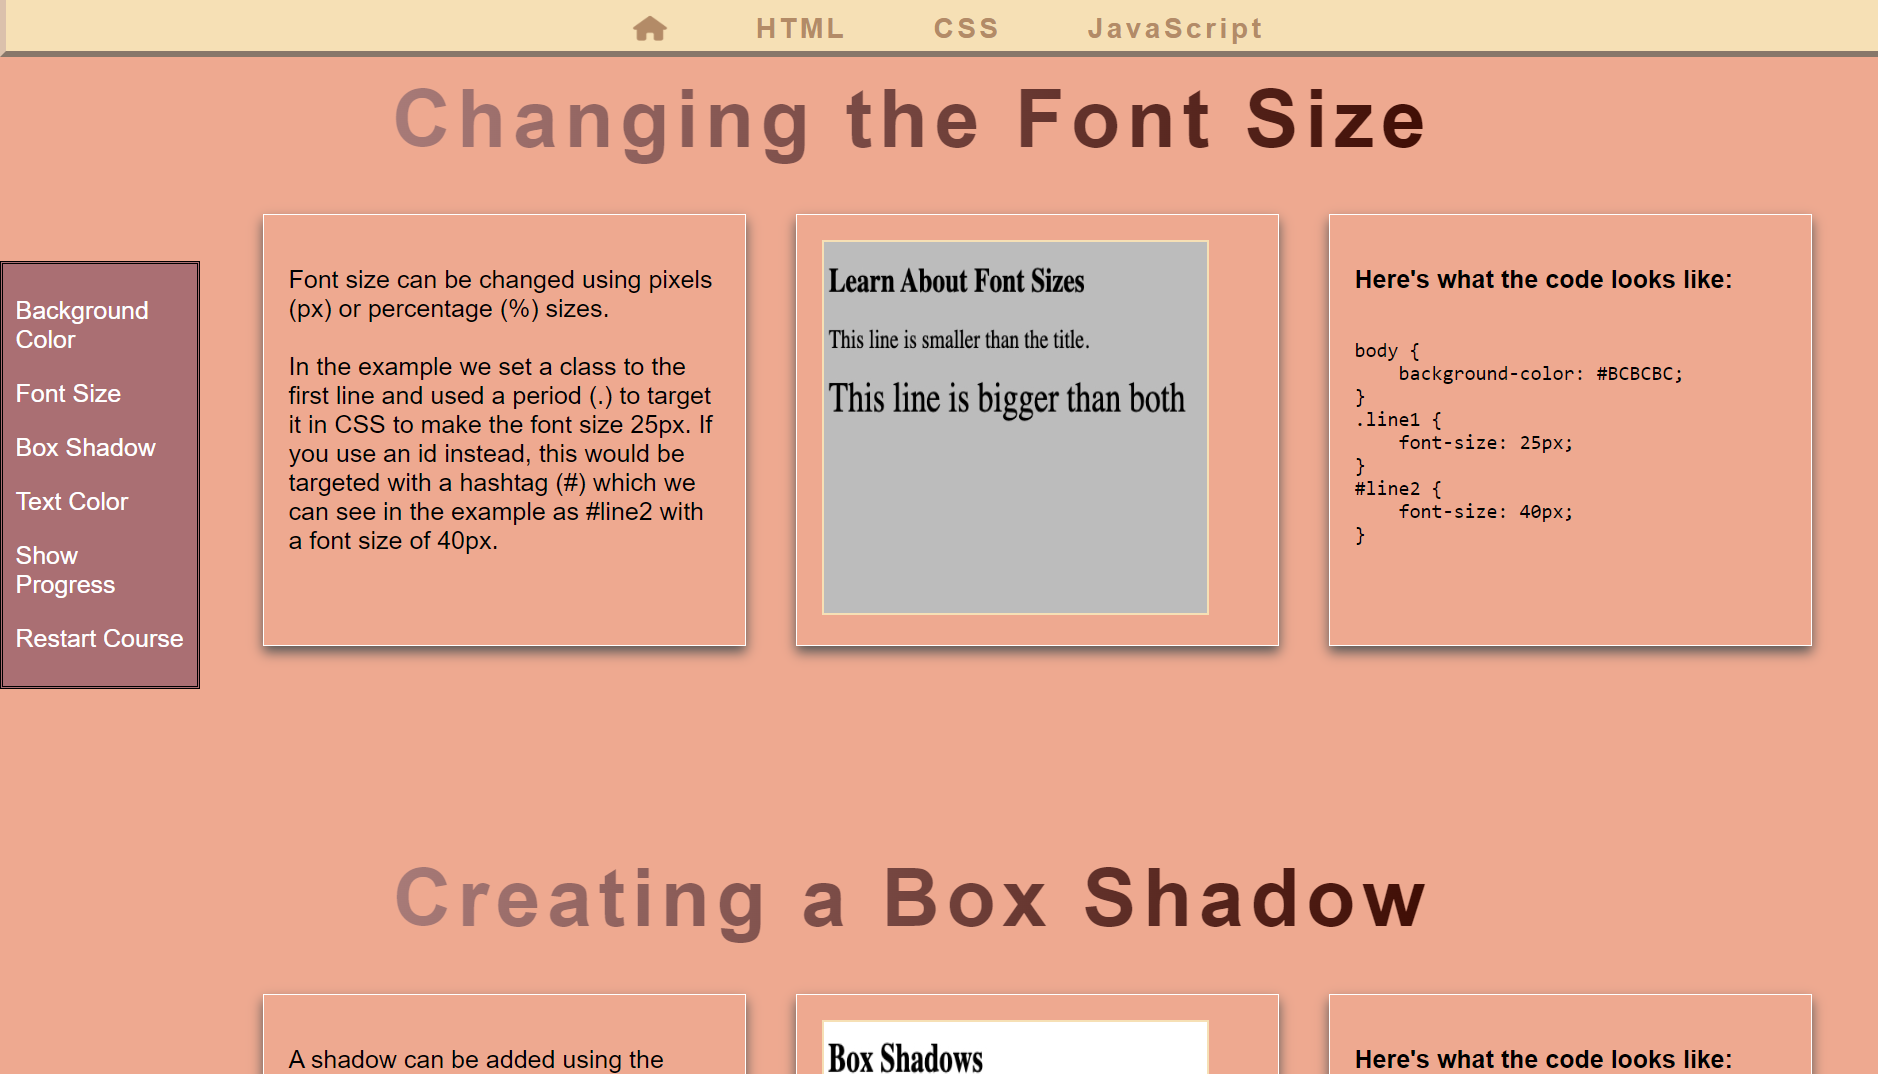 HTML CSS JavaScript
Changing the Font Size
Background
Color
Font Size
Box Shadow
Text Color
Show
Progress
Restart Course
Font size can be changed using pixels
(px) or percentage (%) sizes.
In the example we set a class to the
first line and used a period (.) to target
it in CSS to make the font size 25px. If
you use an id instead, this would be
targeted with a hashtag (#) which we
can see in the example as #line2 with
a font size of 40px.
Learn About Font Sizes
This line is smaller than the title.
This line is bigger than both
Here's what the code looks like:
body {
    background-color: #BCBCBC;
}
.line1 {
    font-size: 25px;
}
#line2 {
    font-size: 40px;
}
Creating a Box Shadow
A shadow can be added using the
Box Shadows
Here's what the code looks like: